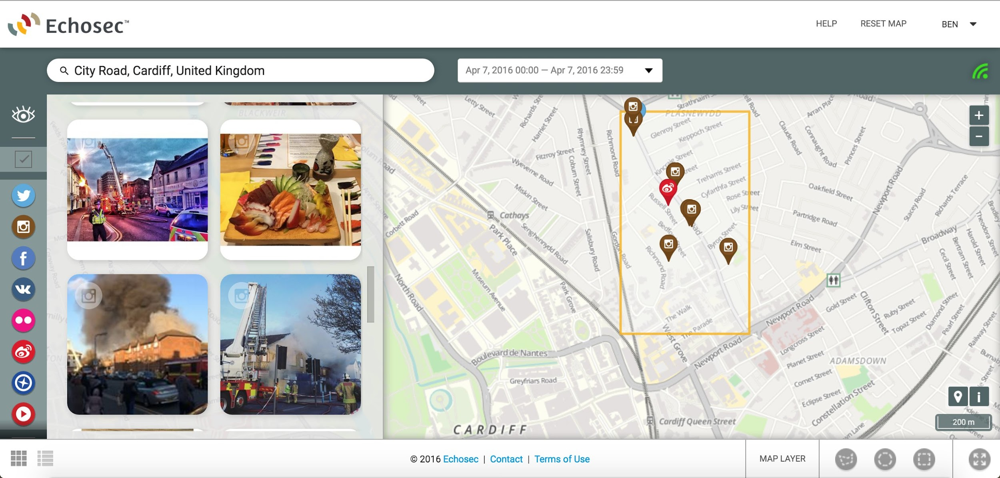 Echosec™
HELP
RESET MAP
BEN
City Road, Cardiff, United Kingdom
Apr 7, 2016 00:00 — Apr 7, 2016 23:59
BLACKWEIR
Letty Street
Richards Street
Harriet Street
Rhymney Street
Coburn Street
Fitzroy Street
Wyeverne Road
Miskin Street
Cathays
Park Place
Senghennydd Road
Salisbury Road
Corbett Road
North Road
Museum Avenue
Park Grove
Boulevard de Nantes
Greyfriars Road
CARDIFF
Cardiff Queen Street
Richmond Road
Gordon Road
PLASNEWYDD
Strathnairn
Glenroy Street
Keppoch Street
Kincraig Street
Treharris Street
Cyfarthfa Street
Rose Street
Lily Street
Russell Street
Byron Street
Richmond Road
The Walk
The Parade
West Grove
Newport Road
Newport Road
Newport Road
Claude Road
Connaught Road
Arran Place
Princes Street
Oakfield Street
Partridge Road
Elm Street
Stacey Road
Richards Terrace
Broadway
Theodora Street
Harold Street
Bertram Street
Cecil Street
Clifton Street
Gold Street
Ruby Street
Topaz Street
Diamond Street
Pearl Street
Railway Street
Longcross Street
Planet Street
ADAMSDOWN
Comet Street
Eclipse Street
Constellation Street
200 m
© 2016 Echosec | Contact | Terms of Use
MAP LAYER